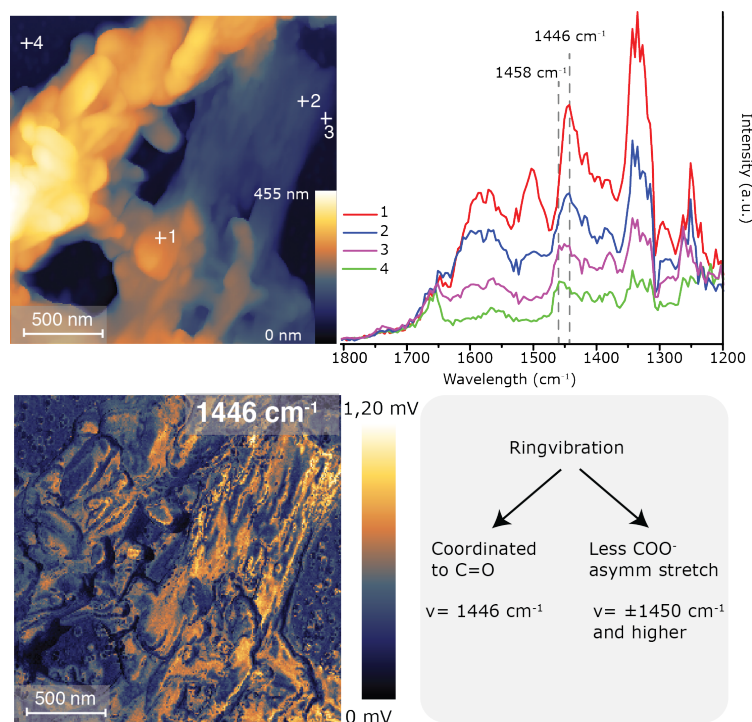 +4
+2
+
3
+1
455 nm
0 nm
500 nm
1446 cm⁻¹
1458 cm⁻¹
Intensity (a.u.)
1
2
3
4
1800 1700 1600 1500 1400 1300 1200
Wavelength (cm⁻¹)
1446 cm⁻¹
1,20 mV
0 mV
500 nm
Ringvibration
Coordinated
to C=O
ν= 1446 cm⁻¹
Less COO⁻
asymm stretch
ν= ±1450 cm⁻¹
and higher